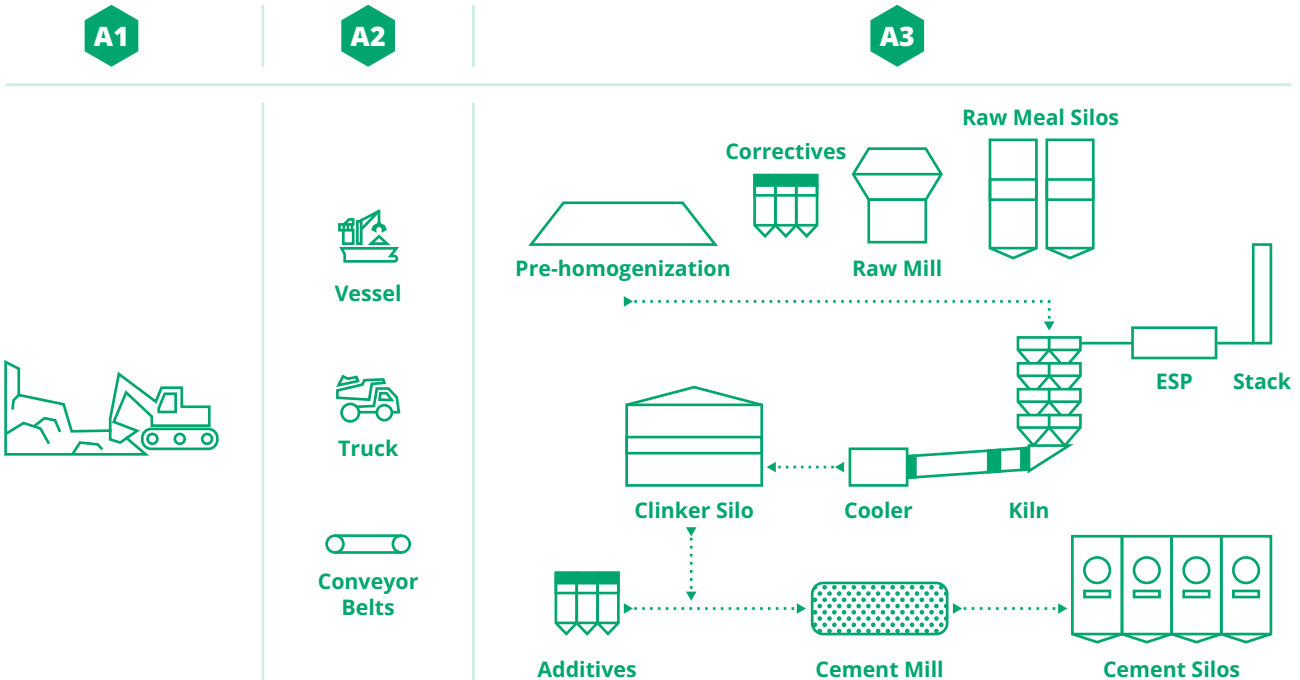 A1
A2
A3
Vessel
Truck
Conveyor
Belts
Raw Meal Silos
Correctives
Pre-homogenization
Raw Mill
ESP
Stack
Clinker Silo
Cooler
Kiln
Additives
Cement Mill
Cement Silos